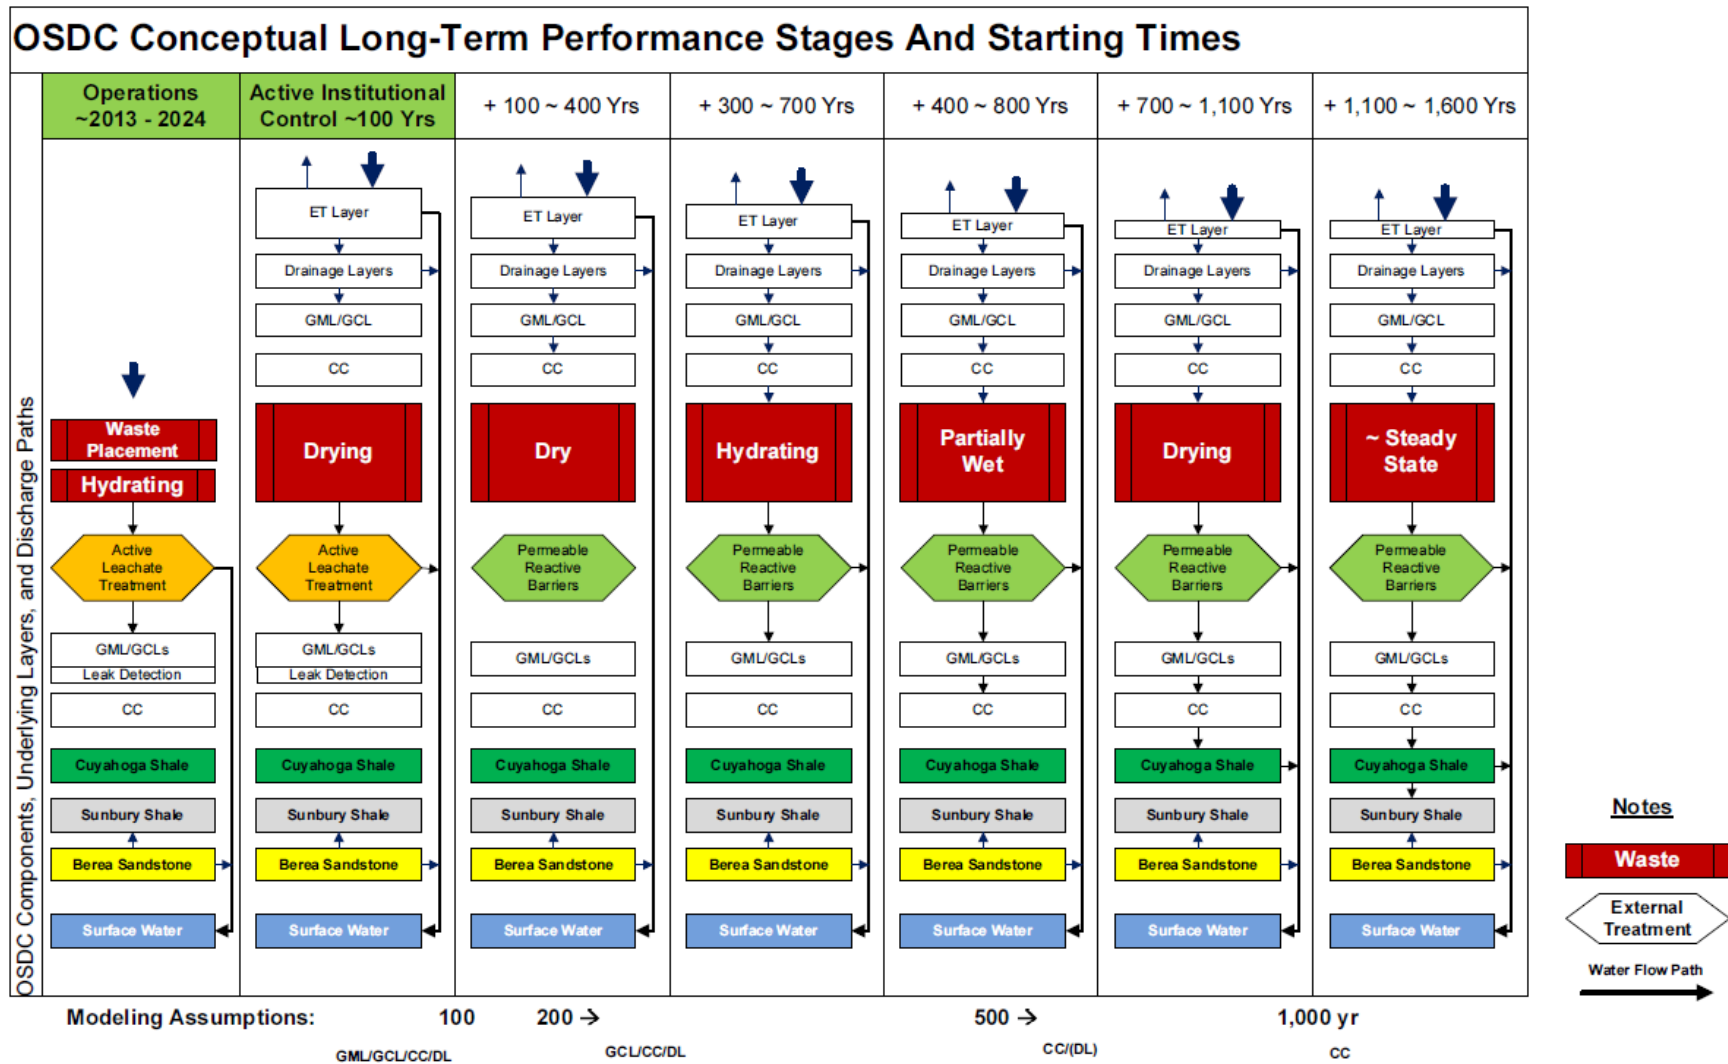 OSDC Conceptual Long-Term Performance Stages And Starting Times
OSDC Components, Underlying Layers, and Discharge Paths
Operations
~2013 - 2024
Waste
Placement
Hydrating
Active
Leachate
Treatment
GML/GCLs
Leak Detection
CC
Cuyahoga Shale
Sunbury Shale
Berea Sandstone
Surface Water
Active Institutional
Control ~100 Yrs
ET Layer
Drainage Layers
GML/GCL
CC
Drying
Active
Leachate
Treatment
GML/GCLs
Leak Detection
CC
Cuyahoga Shale
Sunbury Shale
Berea Sandstone
Surface Water
+ 100 ~ 400 Yrs
ET Layer
Drainage Layers
GML/GCL
CC
Dry
Permeable
Reactive
Barriers
GML/GCLs
CC
Cuyahoga Shale
Sunbury Shale
Berea Sandstone
Surface Water
+ 300 ~ 700 Yrs
ET Layer
Drainage Layers
GML/GCL
CC
Hydrating
Permeable
Reactive
Barriers
GML/GCLs
CC
Cuyahoga Shale
Sunbury Shale
Berea Sandstone
Surface Water
+ 400 ~ 800 Yrs
ET Layer
Drainage Layers
GML/GCL
CC
Partially
Wet
Permeable
Reactive
Barriers
GML/GCLs
CC
Cuyahoga Shale
Sunbury Shale
Berea Sandstone
Surface Water
+ 700 ~ 1,100 Yrs
ET Layer
Drainage Layers
GML/GCL
CC
Drying
Permeable
Reactive
Barriers
GML/GCLs
CC
Cuyahoga Shale
Sunbury Shale
Berea Sandstone
Surface Water
+ 1,100 ~ 1,600 Yrs
ET Layer
Drainage Layers
GML/GCL
CC
~ Steady
State
Permeable
Reactive
Barriers
GML/GCLs
CC
Cuyahoga Shale
Sunbury Shale
Berea Sandstone
Surface Water
Notes
Waste
External
Treatment
Water Flow Path
Modeling Assumptions: 100 200 → 500 → 1,000 yr
GML/GCL/CC/DL GCL/CC/DL CC/(DL) CC